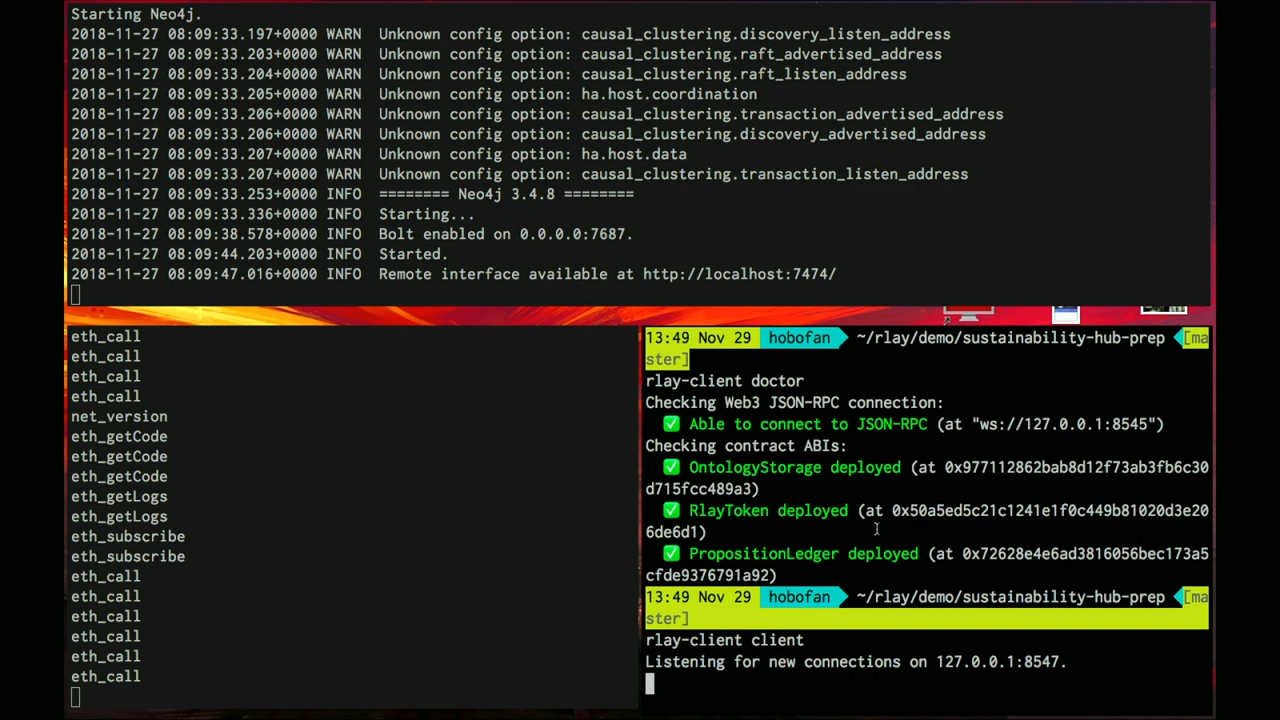 Starting Neo4j.
2018-11-27 08:09:33.197+0000 WARN  Unknown config option: causal_clustering.discovery_listen_address
2018-11-27 08:09:33.203+0000 WARN  Unknown config option: causal_clustering.raft_advertised_address
2018-11-27 08:09:33.204+0000 WARN  Unknown config option: causal_clustering.raft_listen_address
2018-11-27 08:09:33.205+0000 WARN  Unknown config option: ha.host.coordination
2018-11-27 08:09:33.206+0000 WARN  Unknown config option: causal_clustering.transaction_advertised_address
2018-11-27 08:09:33.206+0000 WARN  Unknown config option: causal_clustering.discovery_advertised_address
2018-11-27 08:09:33.207+0000 WARN  Unknown config option: ha.host.data
2018-11-27 08:09:33.207+0000 WARN  Unknown config option: causal_clustering.transaction_listen_address
2018-11-27 08:09:33.253+0000 INFO  ======== Neo4j 3.4.8 ========
2018-11-27 08:09:33.336+0000 INFO  Starting...
2018-11-27 08:09:38.578+0000 INFO  Bolt enabled on 0.0.0.0:7687.
2018-11-27 08:09:44.203+0000 INFO  Started.
2018-11-27 08:09:47.016+0000 INFO  Remote interface available at http://localhost:7474/
eth_call
eth_call
eth_call
eth_call
net_version
eth_getCode
eth_getCode
eth_getCode
eth_getLogs
eth_getLogs
eth_subscribe
eth_subscribe
eth_call
eth_call
eth_call
eth_call
eth_call
eth_call
13:49 Nov 29 hobofan ~/rlay/demo/sustainability-hub-prep [ma
ster]
rlay-client doctor
Checking Web3 JSON-RPC connection:
✅ Able to connect to JSON-RPC (at "ws://127.0.0.1:8545")
Checking contract ABIs:
✅ OntologyStorage deployed (at 0x977112862bab8d12f73ab3fb6c30
d715fcc489a3)
✅ RlayToken deployed (at 0x50a5ed5c21c1241e1f0c449b81020d3e20
6de6d1)
✅ PropositionLedger deployed (at 0x72628e4e6ad3816056bec173a5
cfde9376791a92)
13:49 Nov 29 hobofan ~/rlay/demo/sustainability-hub-prep [ma
ster]
rlay-client client
Listening for new connections on 127.0.0.1:8547.